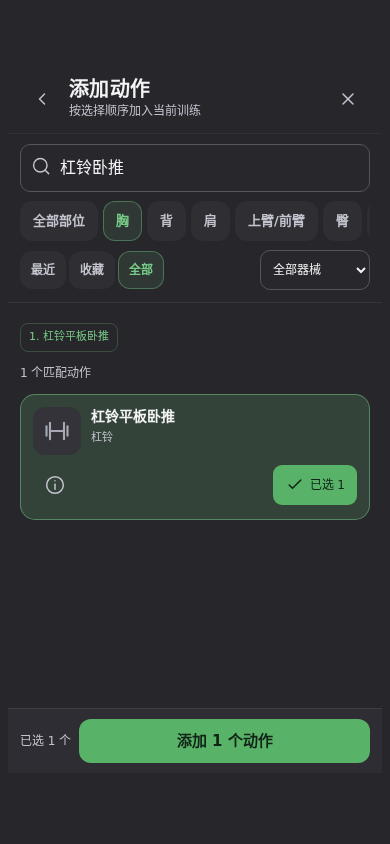 添加动作
按选择顺序加入当前训练
杠铃卧推
全部部位 胸 背 肩 上臂/前臂 臀
最近 收藏 全部 全部器械
1. 杠铃平板卧推
1 个匹配动作
杠铃平板卧推
杠铃
已选 1
已选 1 个 添加 1 个动作